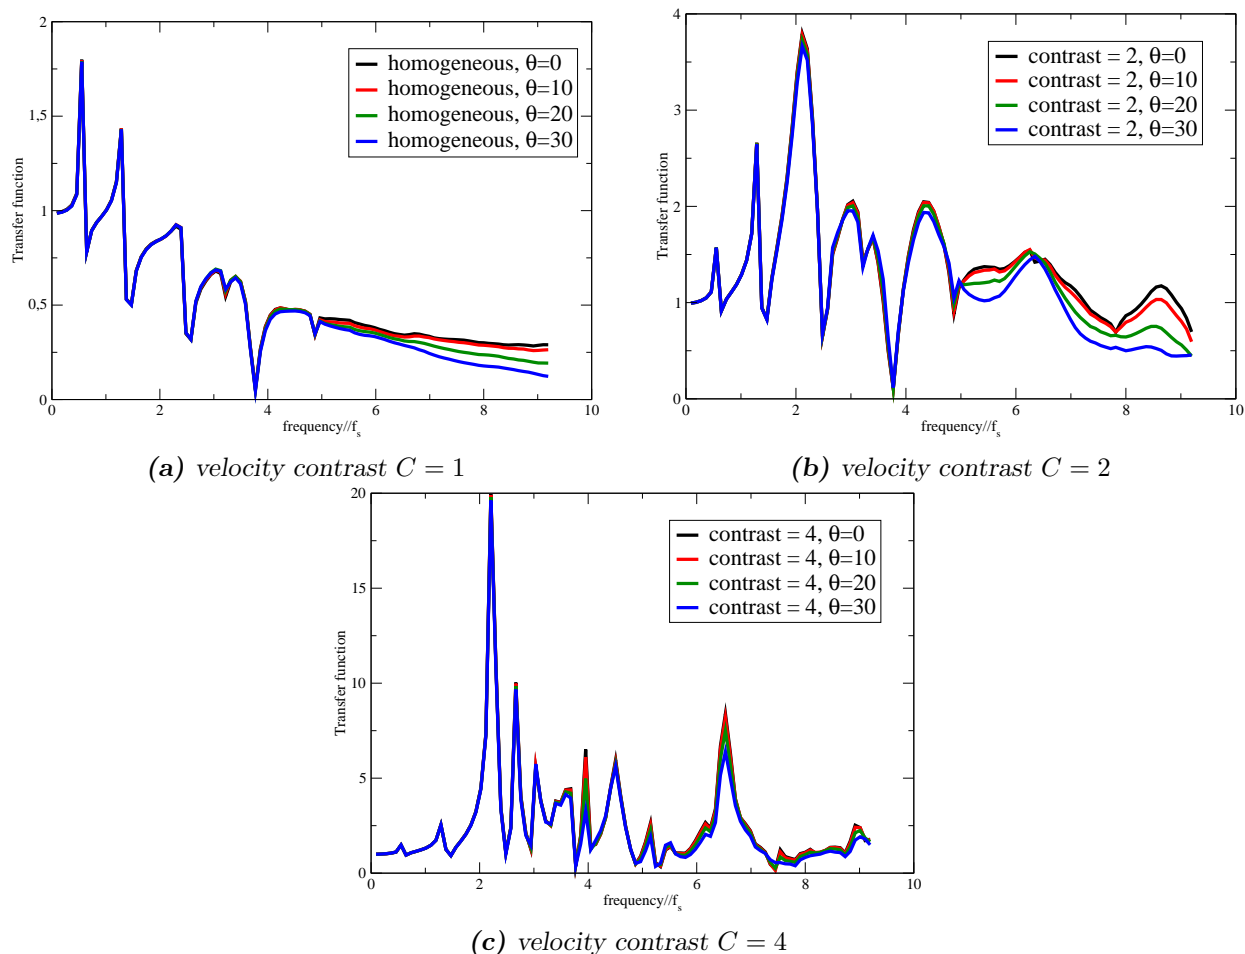 2
1.5
1
0,5
0
Transfer function
homogeneous, θ=0
homogeneous, θ=10
homogeneous, θ=20
homogeneous, θ=30
0 2 4 6 8 10
frequency//f_s
(a) velocity contrast C = 1
4
3
2
1
0
Transfer function
contrast = 2, θ=0
contrast = 2, θ=10
contrast = 2, θ=20
contrast = 2, θ=30
0 2 4 6 8 10
frequency//f_s
(b) velocity contrast C = 2
20
15
10
5
0
Transfer function
contrast = 4, θ=0
contrast = 4, θ=10
contrast = 4, θ=20
contrast = 4, θ=30
0 2 4 6 8 10
frequency//f_s
(c) velocity contrast C = 4